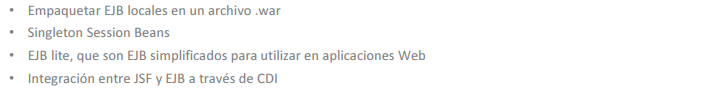 • Empaquetar EJB locales en un archivo .war
• Singleton Session Beans
• EJB lite, que son EJB simplificados para utilizar en aplicaciones Web
• Integración entre JSF y EJB a través de CDI